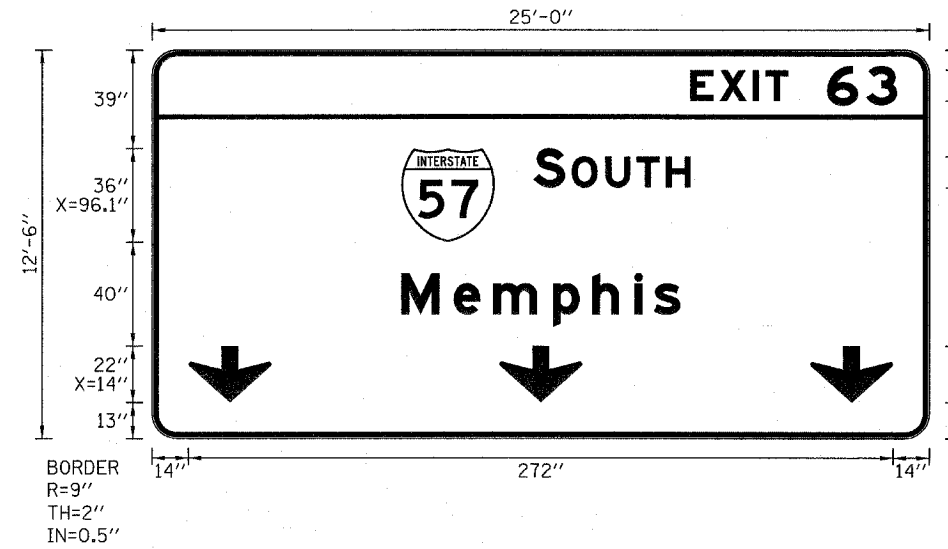 25'-0"
39"
EXIT 63
INTERSTATE
57
SOUTH
36"
X=96.1"
12'-6"
40"
Memphis
22"
X=14"
13"
14"
272"
14"
BORDER
R=9"
TH=2"
IN=0.5"